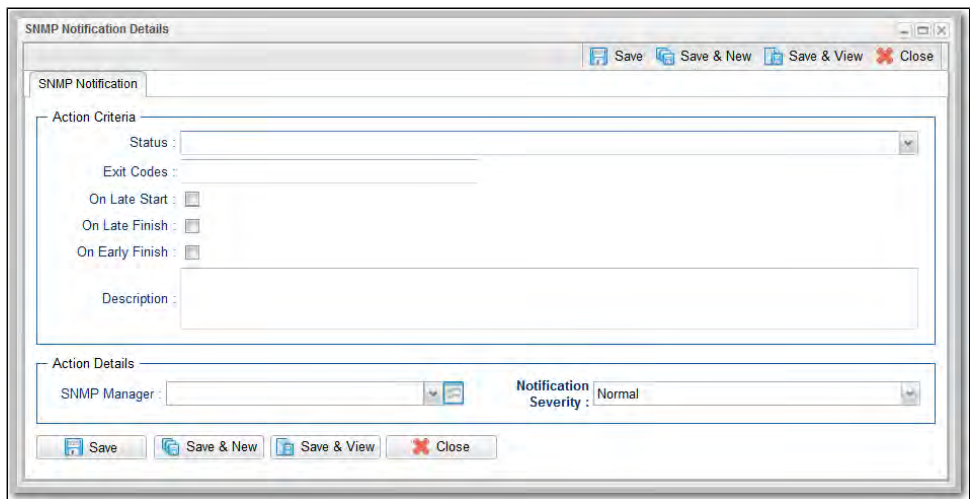 SNMP Notification Details
Save Save & New Save & View Close
SNMP Notification
Action Criteria
Status :
Exit Codes :
On Late Start :
On Late Finish :
On Early Finish :
Description :
Action Details
SNMP Manager : Notification Severity : Normal
Save Save & New Save & View Close